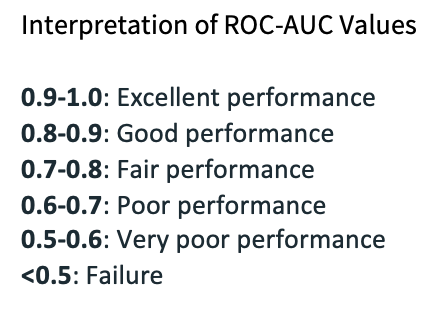 Interpretation of ROC-AUC Values
0.9-1.0: Excellent performance
0.8-0.9: Good performance
0.7-0.8: Fair performance
0.6-0.7: Poor performance
0.5-0.6: Very poor performance
<0.5: Failure